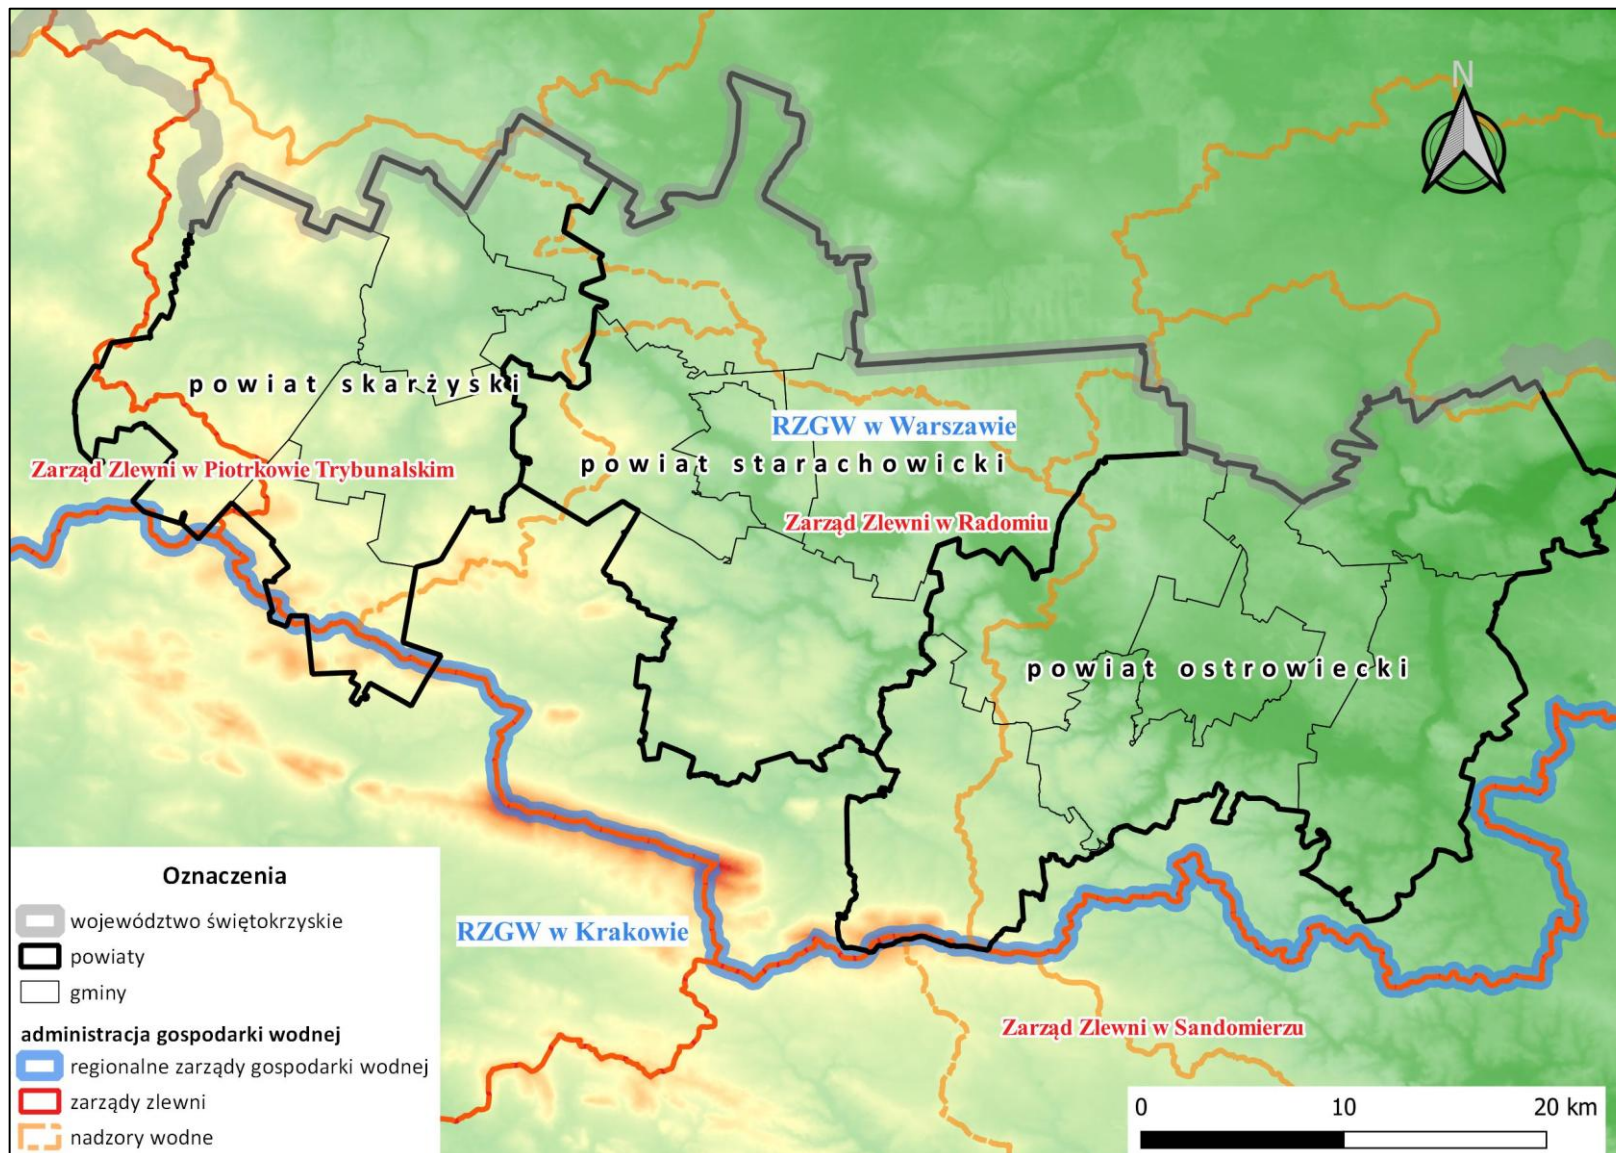 N
powiat skarżyski
RZGW w Warszawie
Zarząd Zlewni w Piotrkowie Trybunalskim
powiat starachowicki
Zarząd Zlewni w Radomiu
powiat ostrowiecki
RZGW w Krakowie
Zarząd Zlewni w Sandomierzu
Oznaczenia
województwo świętokrzyskie
powiaty
gminy
administracja gospodarki wodnej
regionalne zarządy gospodarki wodnej
zarządy zlewni
nadzory wodne
0 10 20 km